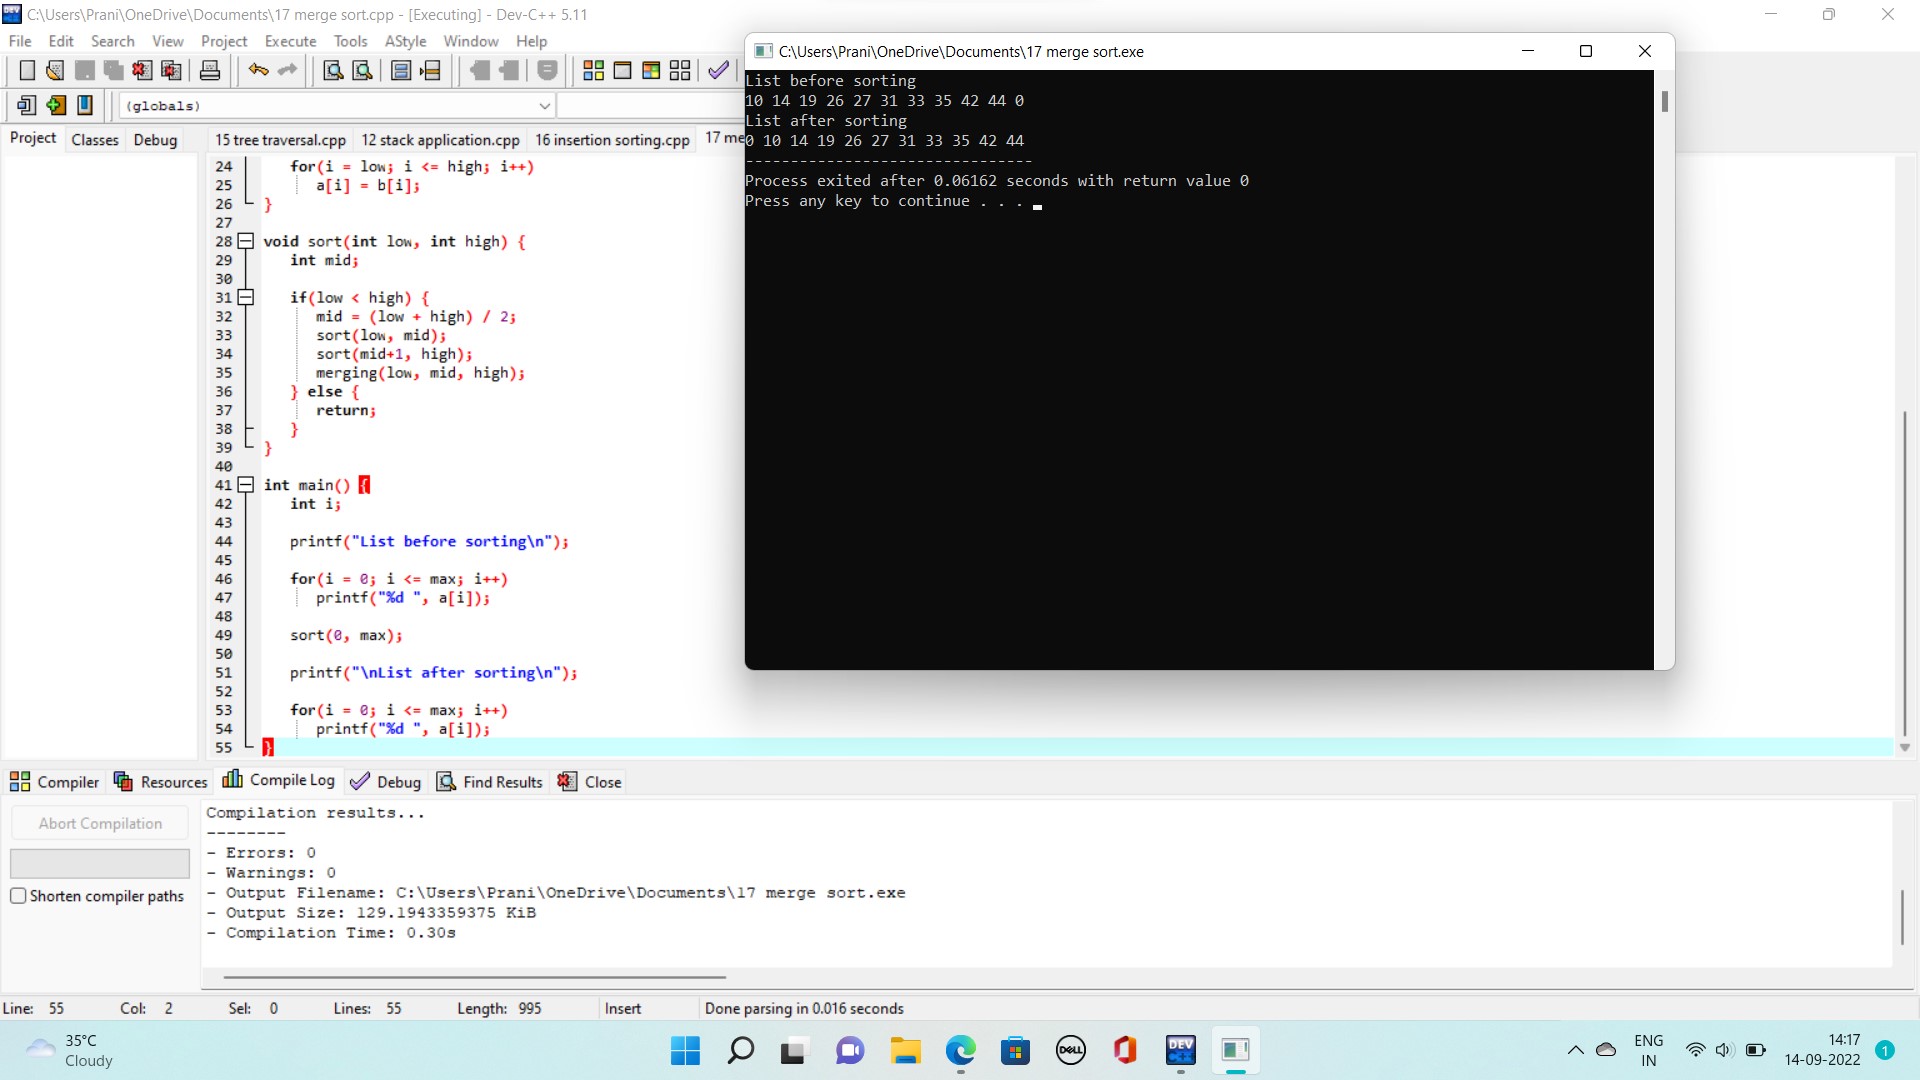 C:\Users\Prani\OneDrive\Documents\17 merge sort.cpp - [Executing] - Dev-C++ 5.11
File Edit Search View Project Execute Tools AStyle Window Help
(globals)
Project Classes Debug
15 tree traversal.cpp 12 stack application.cpp 16 insertion sorting.cpp 17 me
24 for(i = low; i <= high; i++)
25 a[i] = b[i];
26 }
27
28 void sort(int low, int high) {
29 int mid;
30
31 if(low < high) {
32 mid = (low + high) / 2;
33 sort(low, mid);
34 sort(mid+1, high);
35 merging(low, mid, high);
36 } else {
37 return;
38 }
39 }
40
41 int main() {
42 int i;
43
44 printf("List before sorting\n");
45
46 for(i = 0; i <= max; i++)
47 printf("%d ", a[i]);
48
49 sort(0, max);
50
51 printf("\nList after sorting\n");
52
53 for(i = 0; i <= max; i++)
54 printf("%d ", a[i]);
55 }
C:\Users\Prani\OneDrive\Documents\17 merge sort.exe
List before sorting
10 14 19 26 27 31 33 35 42 44 0
List after sorting
0 10 14 19 26 27 31 33 35 42 44
--------------------------------
Process exited after 0.06162 seconds with return value 0
Press any key to continue . . .
Compiler Resources Compile Log Debug Find Results Close
Abort Compilation
Shorten compiler paths
Compilation results...
--------
- Errors: 0
- Warnings: 0
- Output Filename: C:\Users\Prani\OneDrive\Documents\17 merge sort.exe
- Output Size: 129.1943359375 KiB
- Compilation Time: 0.30s
Line: 55 Col: 2 Sel: 0 Lines: 55 Length: 995 Insert Done parsing in 0.016 seconds
35°C
Cloudy
DELL
DEV
C++
ENG
IN
14:17
14-09-2022
1